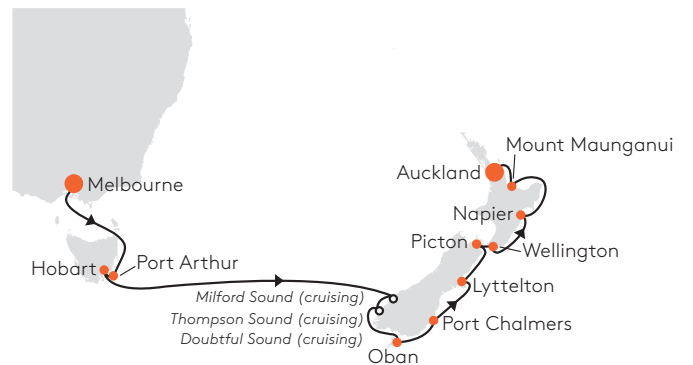 Mount Maunganui
Auckland
Melbourne
Napier
Picton
Wellington
Hobart
Port Arthur
Lyttelton
Milford Sound (cruising)
Thompson Sound (cruising)
Port Chalmers
Doubtful Sound (cruising)
Oban